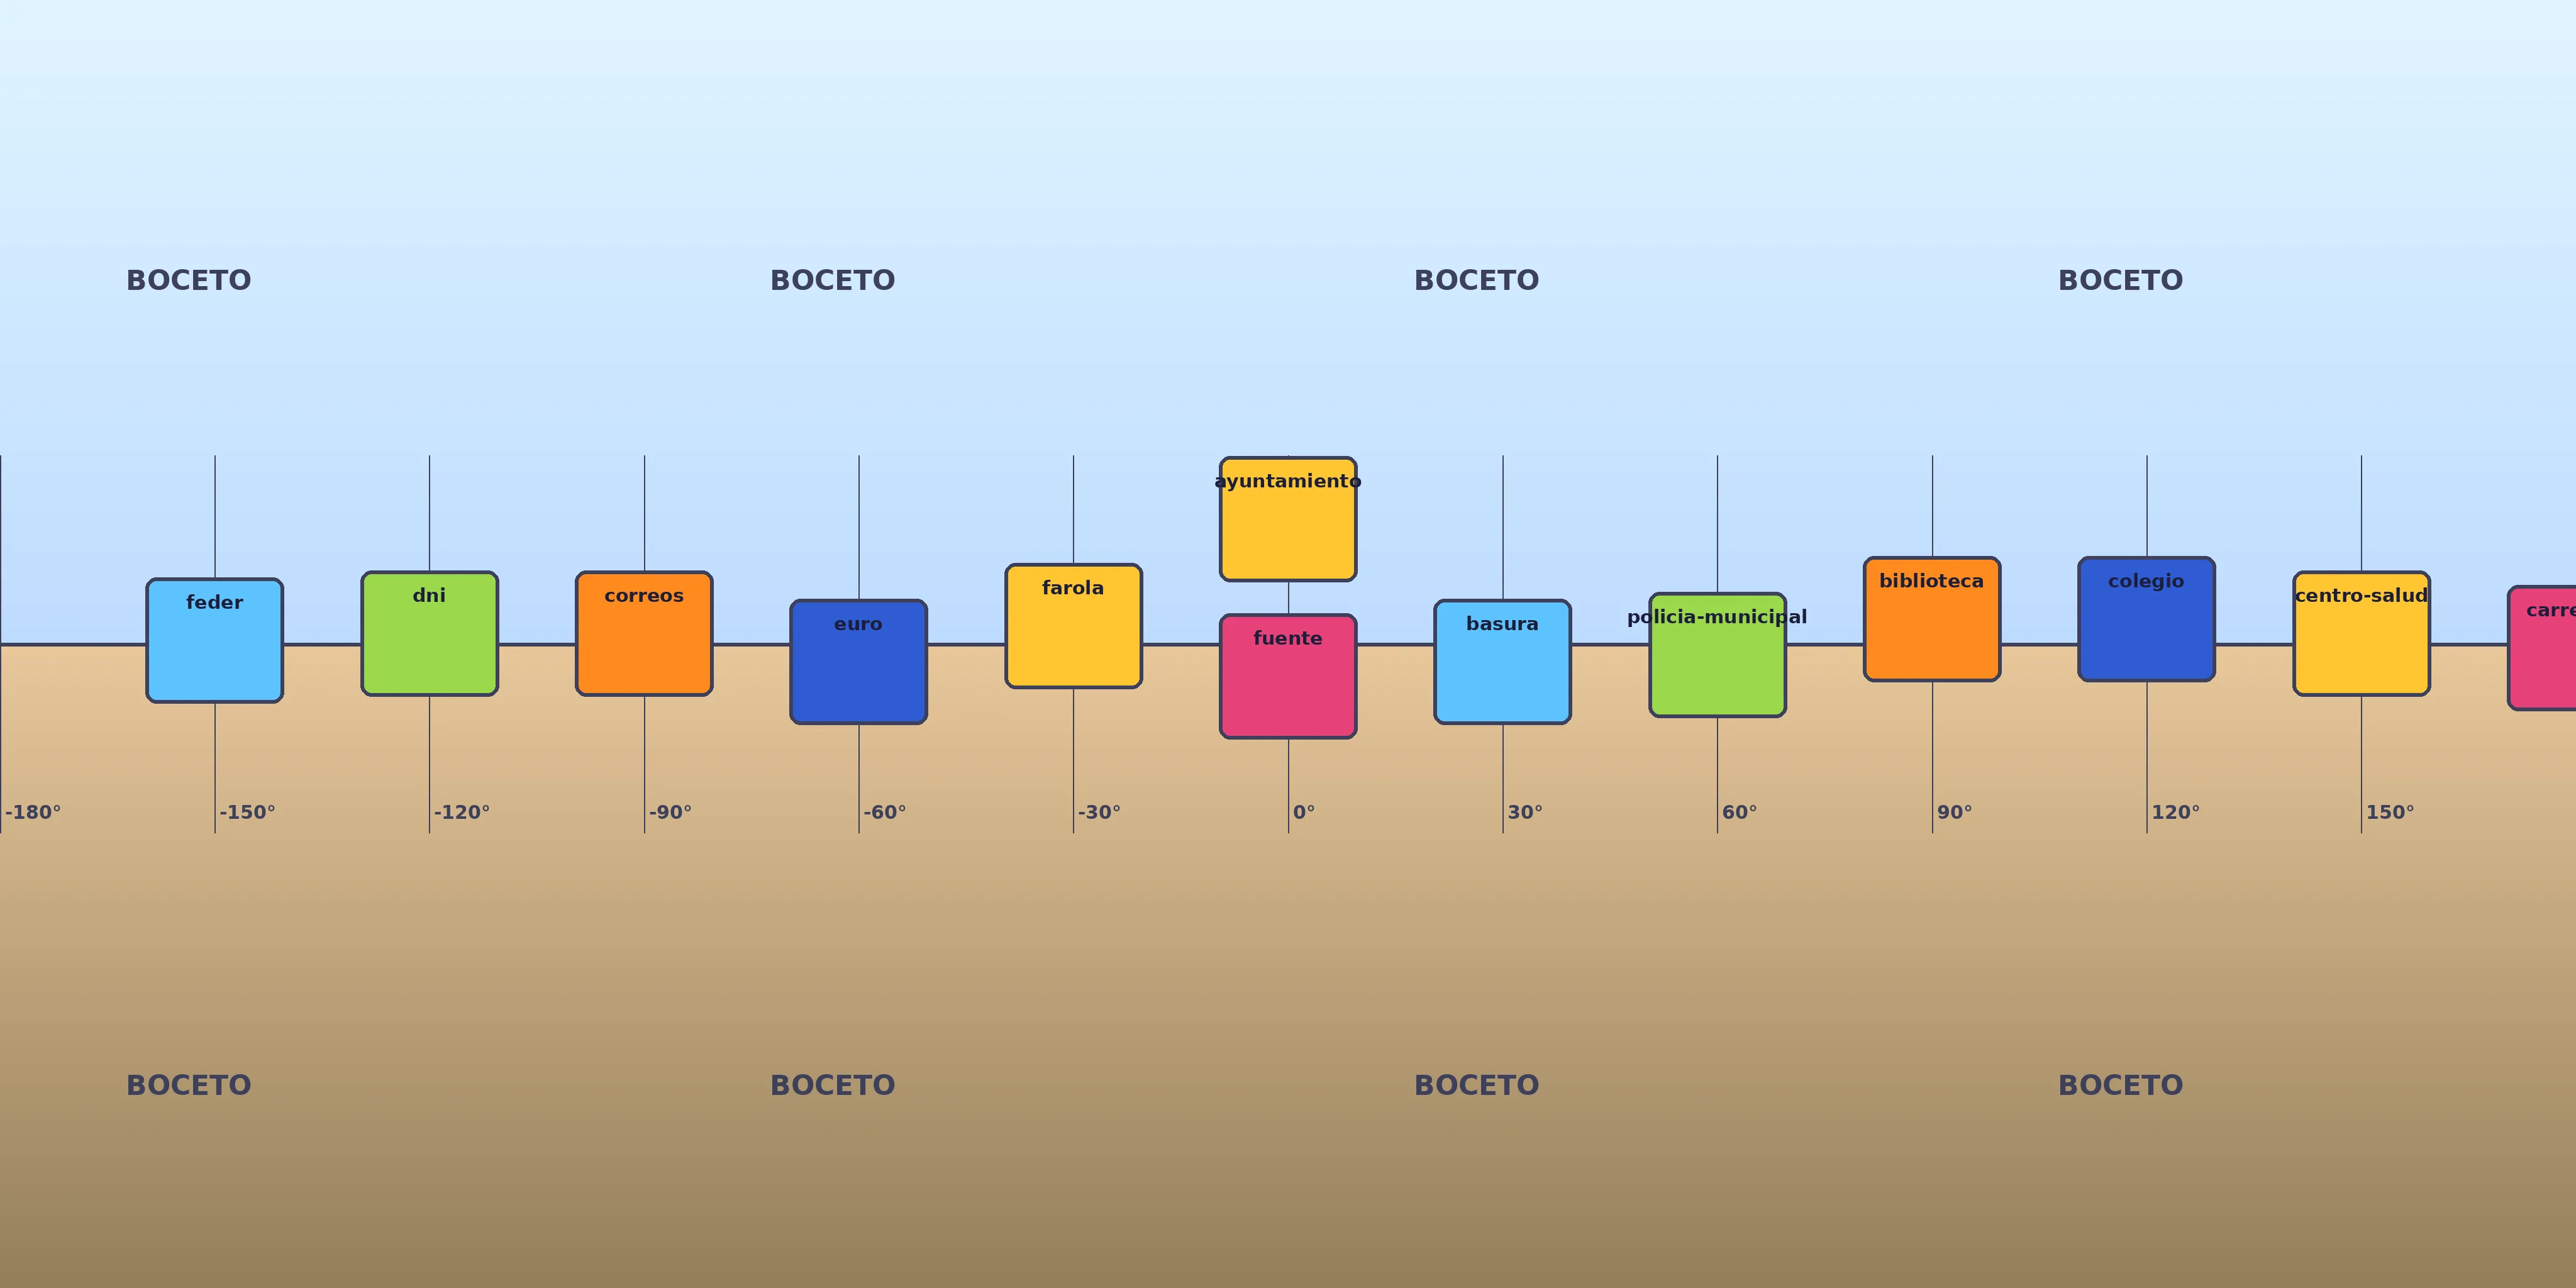 BOCETO
BOCETO
BOCETO
BOCETO
ayuntamiento
feder
dni
correos
euro
farola
fuente
basura
policia-municipal
biblioteca
colegio
centro-salud
-180°
-150°
-120°
-90°
-60°
-30°
0°
30°
60°
90°
120°
150°
BOCETO
BOCETO
BOCETO
BOCETO